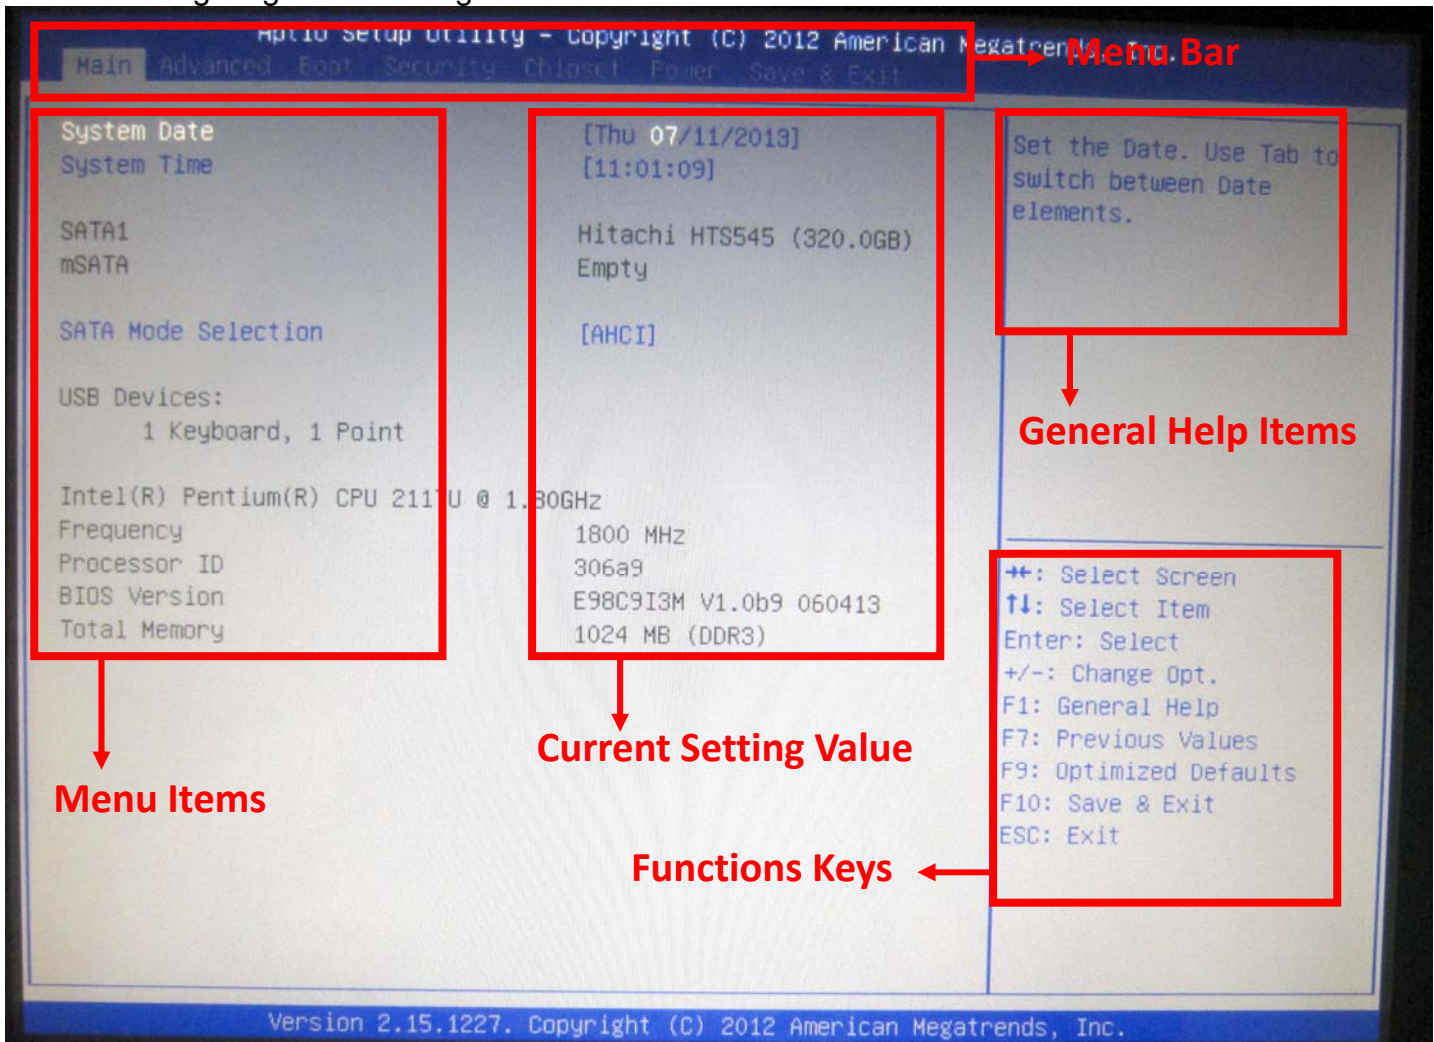 Aptio Setup Utility – Copyright (C) 2012 American Megatrends, Inc.
Menu Bar
Main Advanced Boot Security Chipset Power Save & Exit
System Date [Thu 07/11/2013]
System Time [11:01:09]
Set the Date. Use Tab to
switch between Date
elements.
SATA1 Hitachi HTS545 (320.0GB)
mSATA Empty
SATA Mode Selection [AHCI]
USB Devices:
1 Keyboard, 1 Point
General Help Items
Intel(R) Pentium(R) CPU 2117U @ 1.80GHz
Frequency 1800 MHz
Processor ID 306a9
BIOS Version E98C9I3M V1.0b9 060413
Total Memory 1024 MB (DDR3)
→←: Select Screen
↑↓: Select Item
Enter: Select
+/-: Change Opt.
F1: General Help
F7: Previous Values
F9: Optimized Defaults
F10: Save & Exit
ESC: Exit
Current Setting Value
Menu Items
Functions Keys
Version 2.15.1227. Copyright (C) 2012 American Megatrends, Inc.